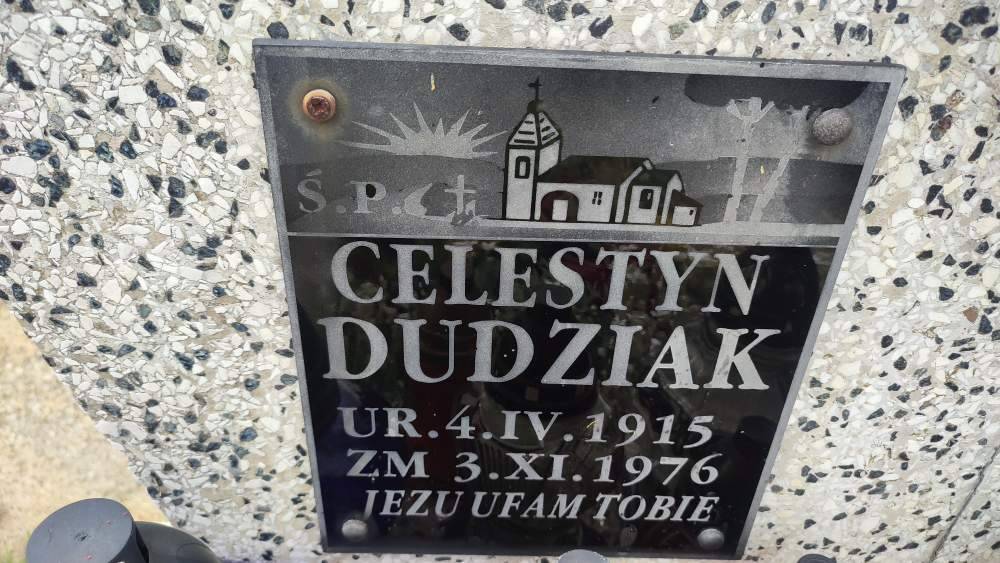 Ś.P.
CELESTYN
DUDZIAK
UR.4.IV.1915
ZM 3.XI.1976
JEZU UFAM TOBIE